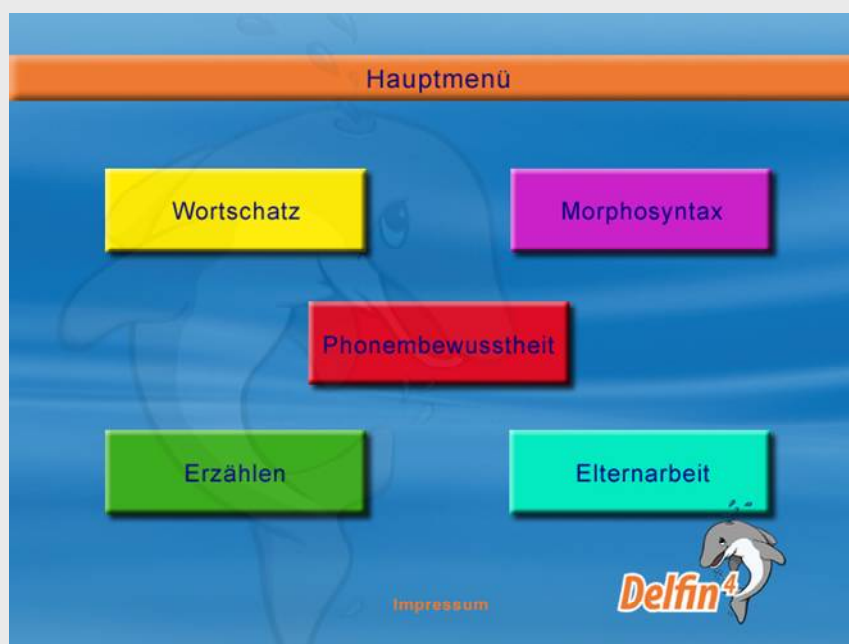 Hauptmenü
Wortschatz
Morphosyntax
Phonembewusstheit
Erzählen
Elternarbeit
Impressum
Delfin4